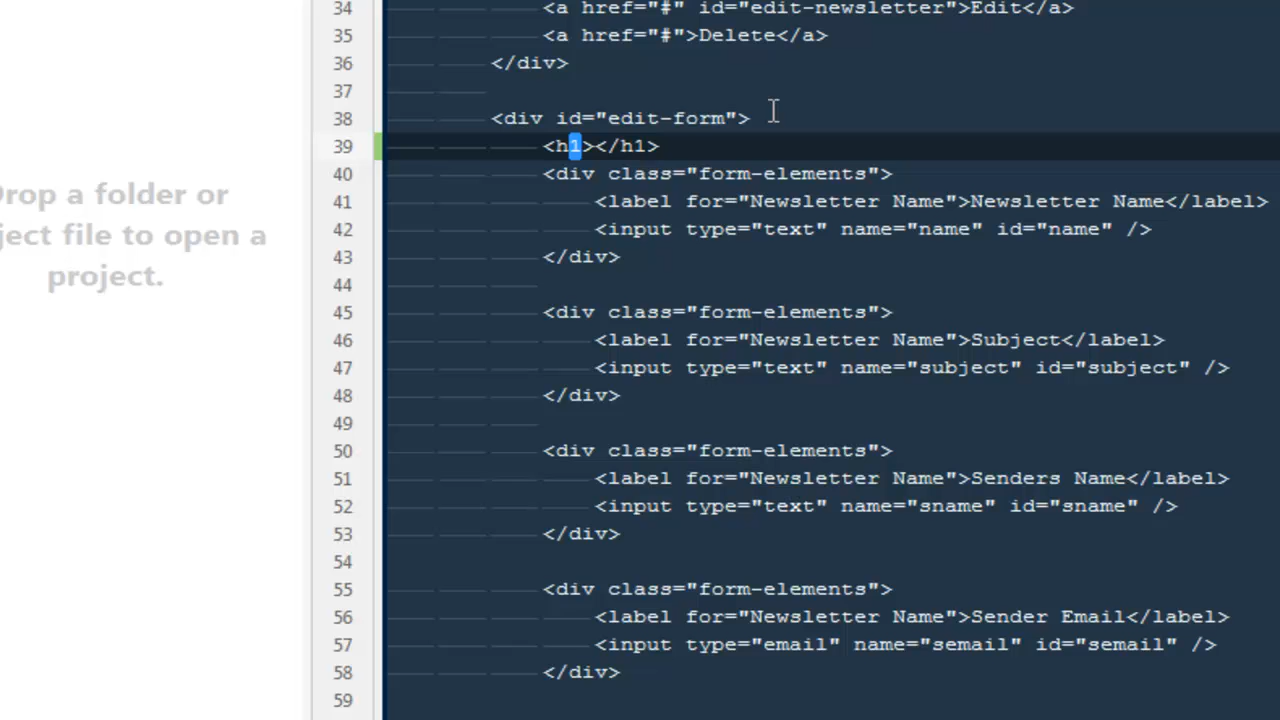 34 <a href="#" id="edit-newsletter">Edit</a>
35 <a href="#">Delete</a>
36 </div>
37
38 <div id="edit-form">
39 <h1></h1>
40 <div class="form-elements">
41 <label for="Newsletter Name">Newsletter Name</label>
42 <input type="text" name="name" id="name" />
43 </div>
44
45 <div class="form-elements">
46 <label for="Newsletter Name">Subject</label>
47 <input type="text" name="subject" id="subject" />
48 </div>
49
50 <div class="form-elements">
51 <label for="Newsletter Name">Senders Name</label>
52 <input type="text" name="sname" id="sname" />
53 </div>
54
55 <div class="form-elements">
56 <label for="Newsletter Name">Sender Email</label>
57 <input type="email" name="semail" id="semail" />
58 </div>
59
rop a folder or
ject file to open a
project.